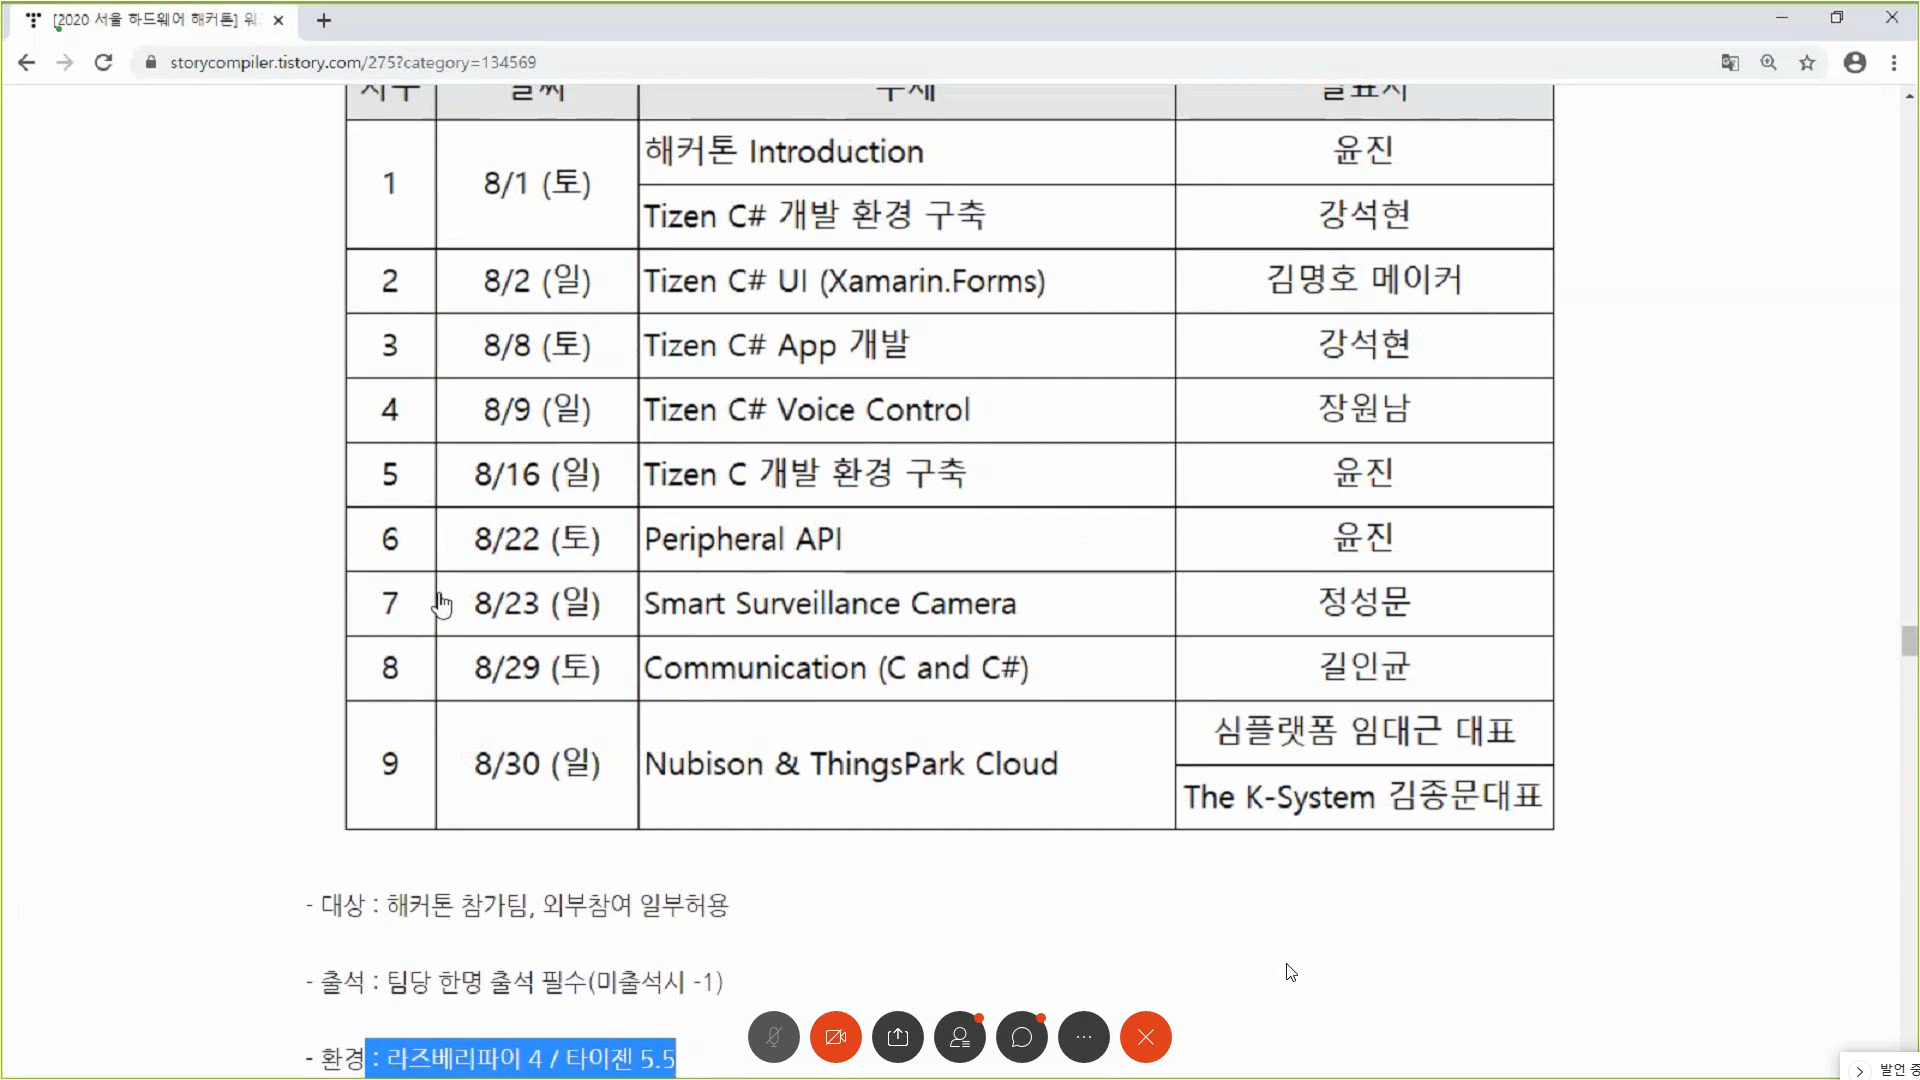 [2020 서울 하드웨어 해커톤] 워
storycompiler.tistory.com/275?category=134569
1 8/1 (토) 해커톤 Introduction 윤진
Tizen C# 개발 환경 구축 강석현
2 8/2 (일) Tizen C# UI (Xamarin.Forms) 김명호 메이커
3 8/8 (토) Tizen C# App 개발 강석현
4 8/9 (일) Tizen C# Voice Control 장원남
5 8/16 (일) Tizen C 개발 환경 구축 윤진
6 8/22 (토) Peripheral API 윤진
7 8/23 (일) Smart Surveillance Camera 정성문
8 8/29 (토) Communication (C and C#) 길인균
9 8/30 (일) Nubison & ThingsPark Cloud 심플랫폼 임대근 대표
The K-System 김종문대표
- 대상 : 해커톤 참가팀, 외부참여 일부허용
- 출석 : 팀당 한명 출석 필수(미출석시 -1)
- 환경 : 라즈베리파이 4 / 타이젠 5.5
발언 중